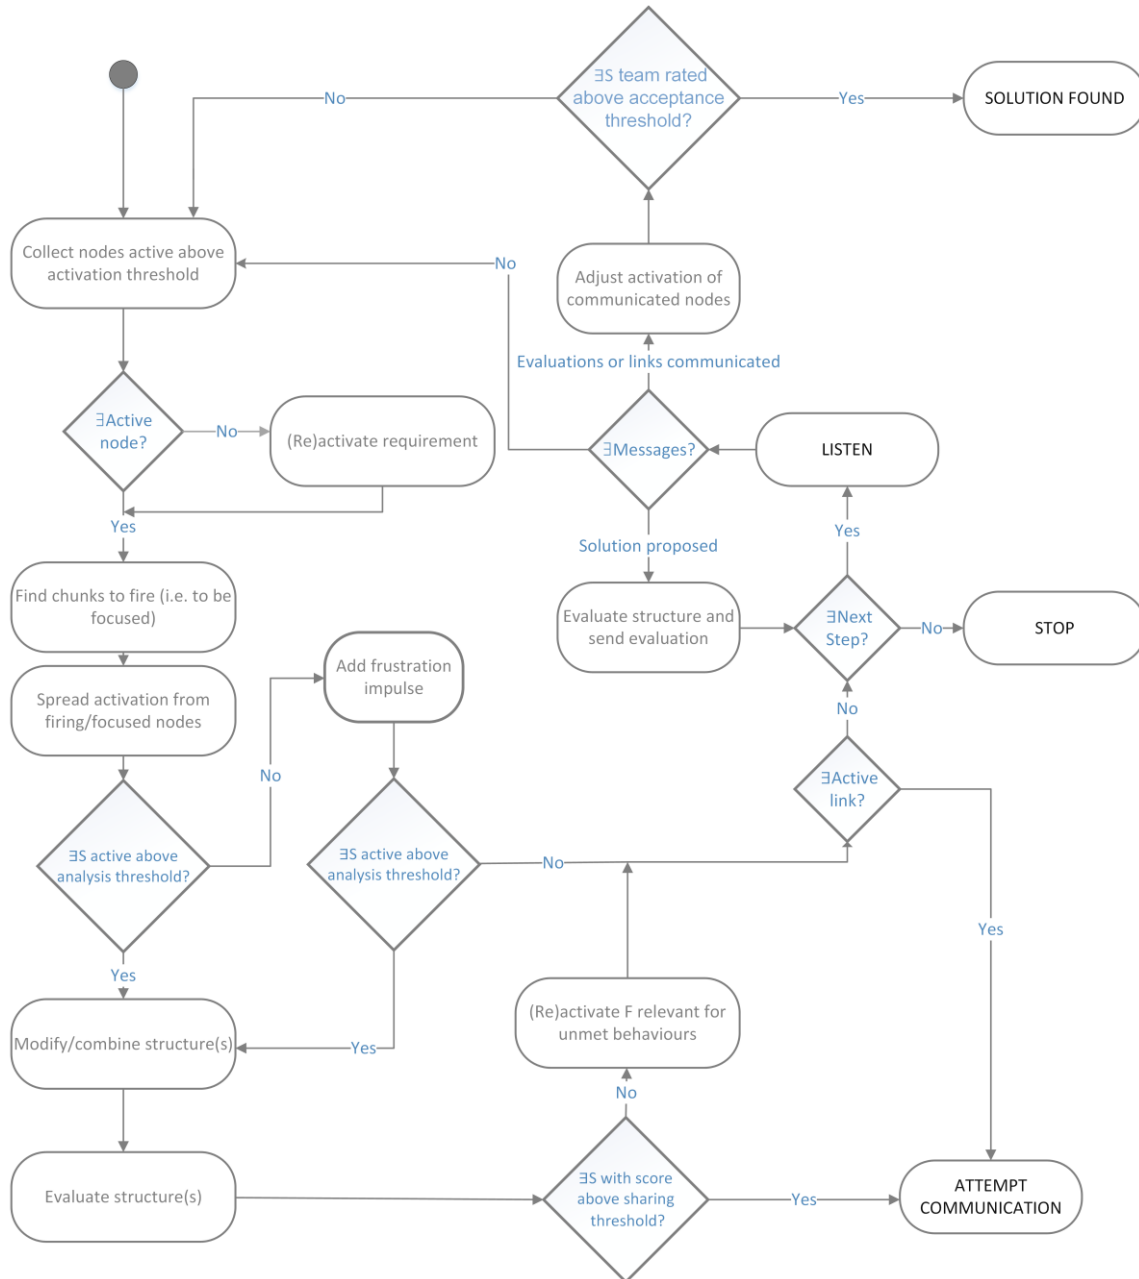 ∃S team rated
above acceptance
threshold?
No
Yes
SOLUTION FOUND
Collect nodes active above
activation threshold
No
Adjust activation of
communicated nodes
Evaluations or links communicated
∃Active
node?
No
(Re)activate requirement
∃Messages?
LISTEN
Yes
Solution proposed
Yes
Find chunks to fire (i.e. to be
focused)
Evaluate structure and
send evaluation
∃Next
Step?
No
STOP
Spread activation from
firing/focused nodes
Add frustration
impulse
No
No
∃Active
link?
∃S active above
analysis threshold?
∃S active above
analysis threshold?
No
Yes
Yes
Modify/combine structure(s)
Yes
(Re)activate F relevant for
unmet behaviours
No
Evaluate structure(s)
∃S with score
above sharing
threshold?
Yes
ATTEMPT
COMMUNICATION